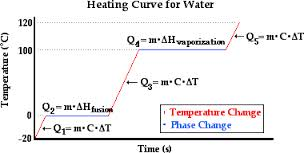 Heating Curve for Water
Temperature (°C)
120
100
0
-20
Q₄= m•ΔHvaporization
Q₅= m•C•ΔT
Q₃= m•C•ΔT
Q₂= m•ΔHfusion
Q₁= m•C•ΔT
Temperature Change
Phase Change
Time (s)